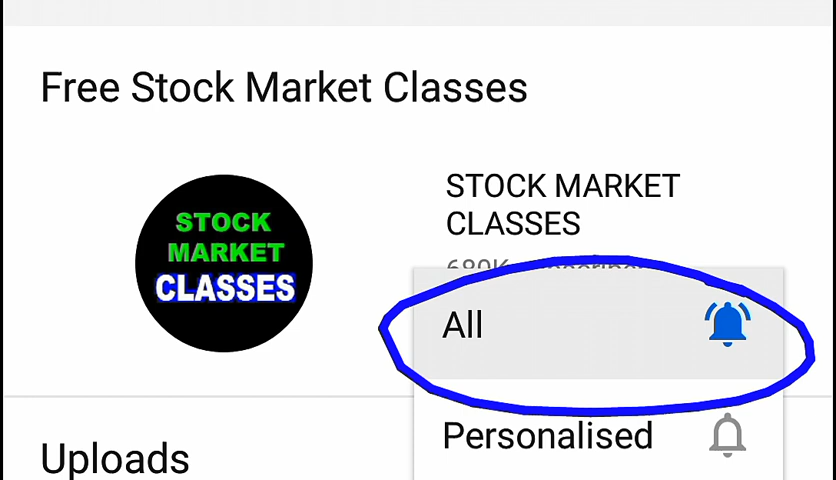 Free Stock Market Classes
STOCK
MARKET
CLASSES
STOCK MARKET
CLASSES
All
Personalised
Uploads